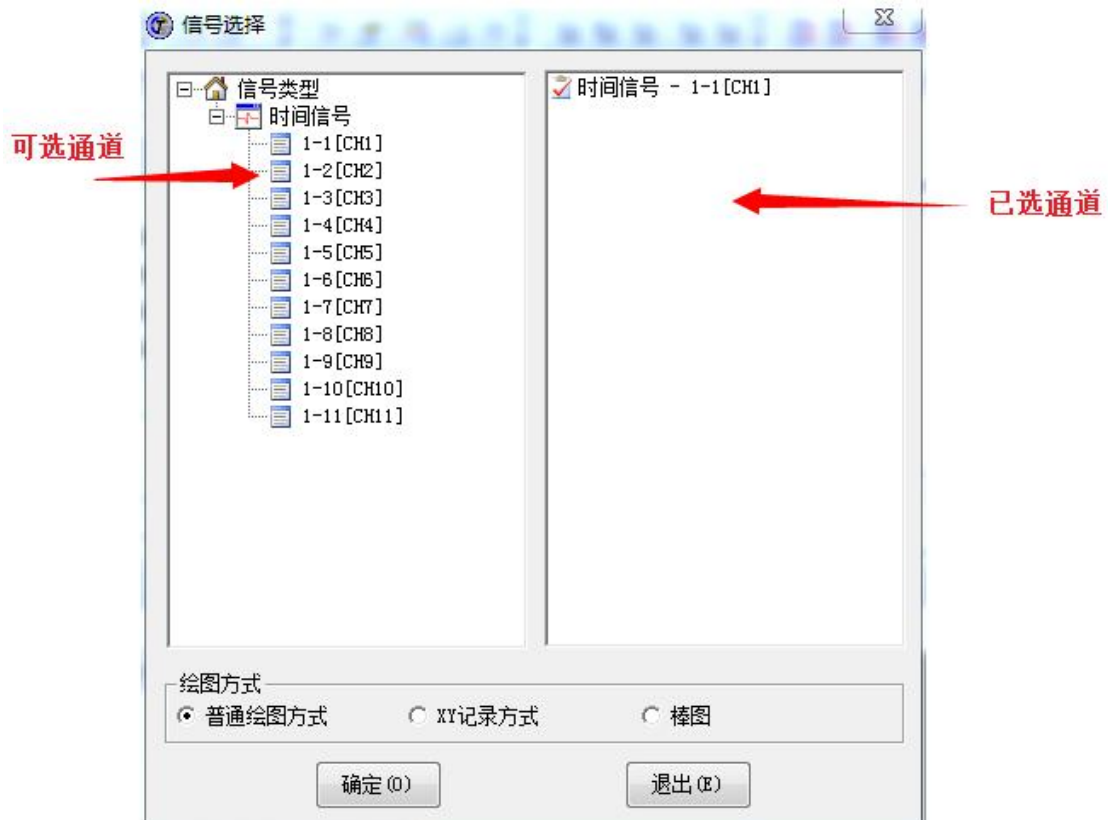 信号选择
信号类型
时间信号
1-1[CH1]
1-2[CH2]
1-3[CH3]
1-4[CH4]
1-5[CH5]
1-6[CH6]
1-7[CH7]
1-8[CH8]
1-9[CH9]
1-10[CH10]
1-11[CH11]
时间信号 - 1-1[CH1]
可选通道
已选通道
绘图方式
普通绘图方式 XY记录方式 棒图
确定(O) 退出(E)